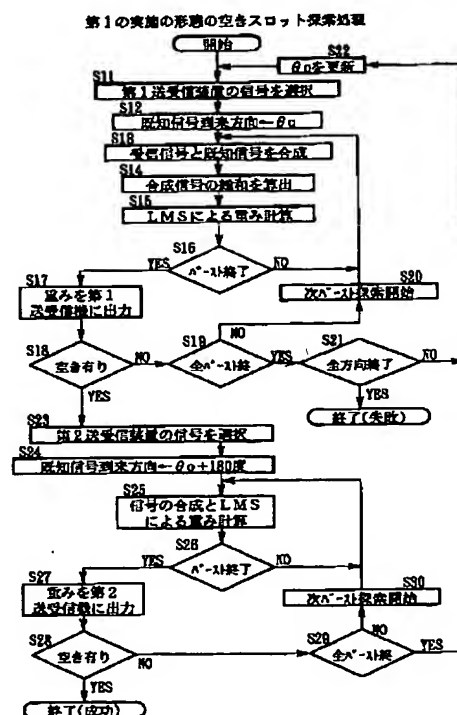 第1の実施の形態の空きスロット探索処理
開始
S22
θ₀を更新
S11
第1送受信装置の信号を選択
S12
既知信号到来方向←θ₀
S13
受信信号と既知信号を合成
S14
合成信号の総和を算出
S15
LMSによる重み計算
S16
バースト終了
YES
NO
S17
重みを第1
送受信機に出力
S20
次バースト探索開始
S18
空き有り
NO
YES
S19
全バースト終
NO
YES
S21
全方向終了
NO
YES
終了(失敗)
S23
第2送受信装置の信号を選択
S24
既知信号到来方向←θ₀+180度
S25
信号の合成とLMS
による重み計算
S26
バースト終了
YES
NO
S27
重みを第2
送受信機に出力
S30
次バースト探索開始
S28
空き有り
NO
YES
S29
全バースト終
NO
YES
終了(成功)